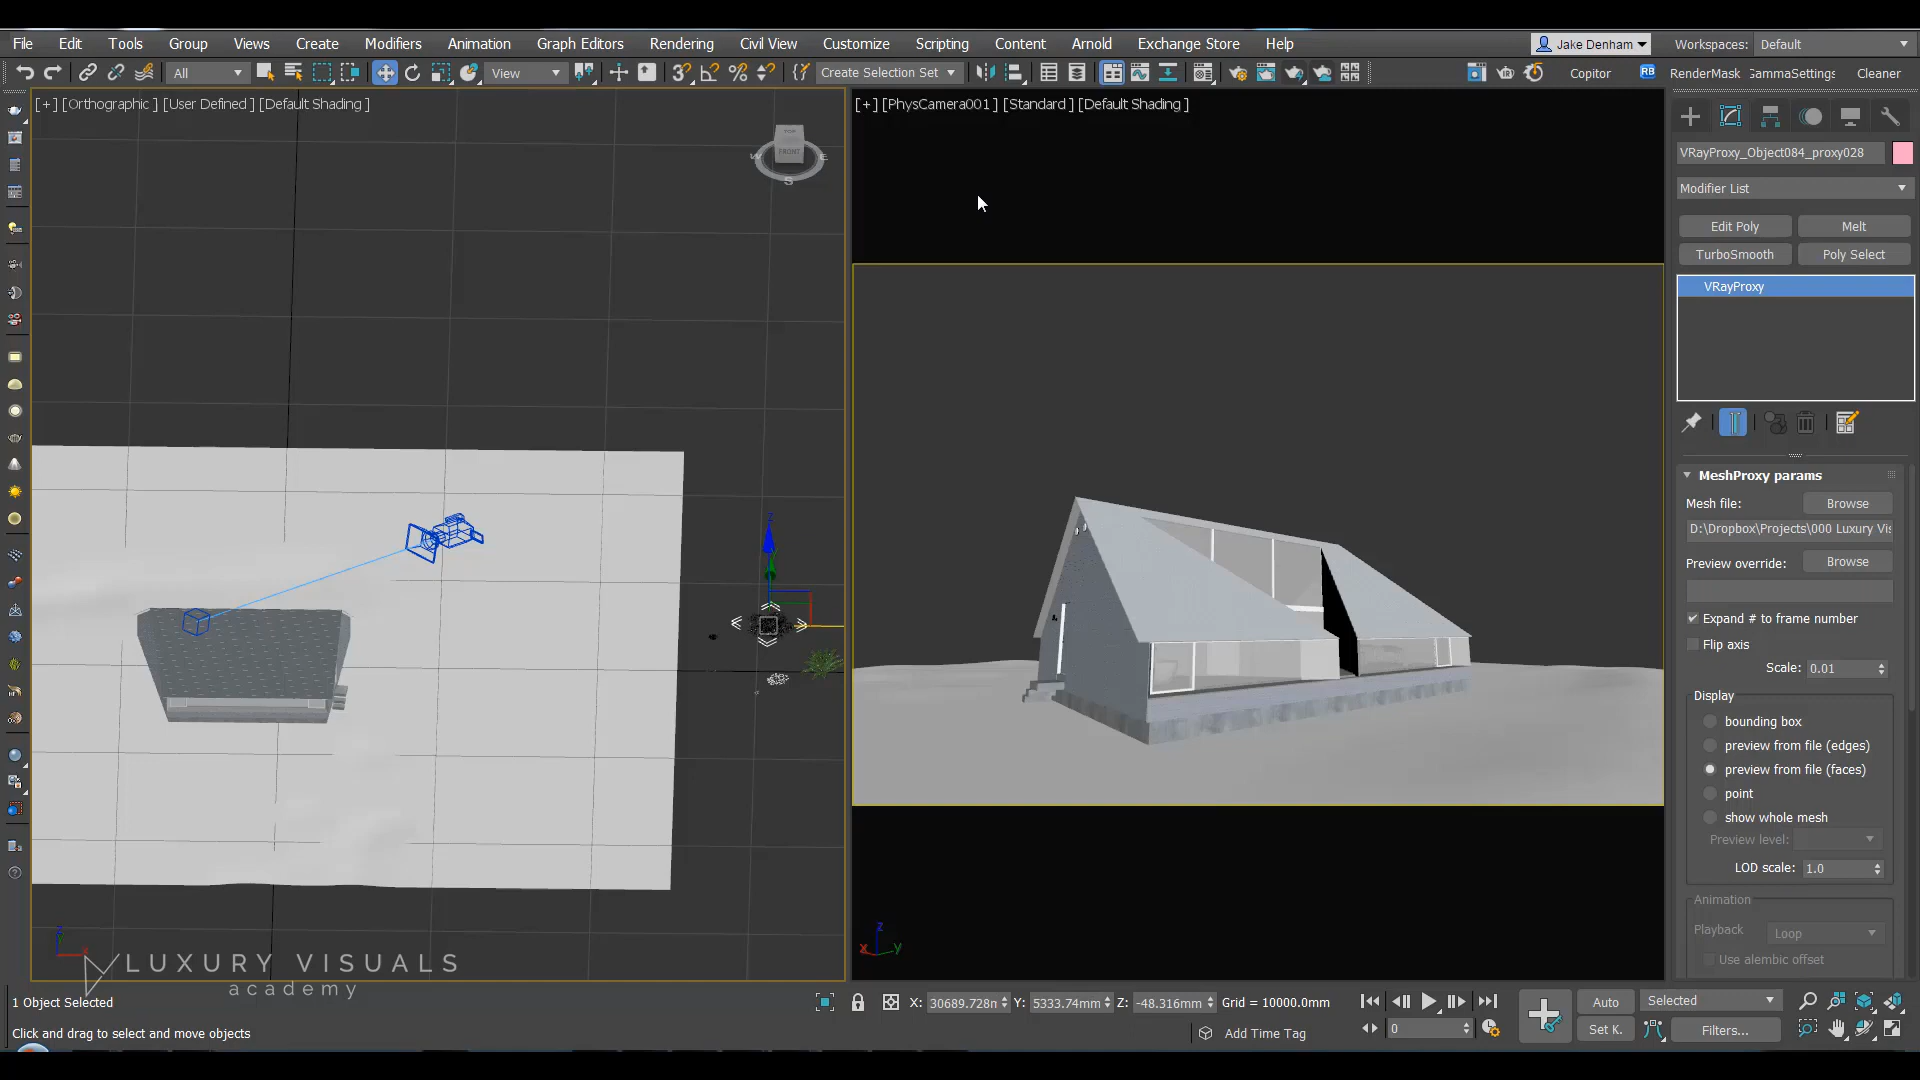 File Edit Tools Group Views Create Modifiers Animation Graph Editors Rendering Civil View Customize Scripting Content Arnold Exchange Store Help Jake Denham Workspaces: Default
All View Create Selection Set Copitor RB RenderMask GammaSettings Cleaner
[+] [Orthographic ] [User Defined ] [Default Shading ]
[+] [PhysCamera001 ] [Standard ] [Default Shading ]
TOP
FRONT
W E
S
VRayProxy_Object084_proxy028
Modifier List
Edit Poly Melt
TurboSmooth Poly Select
VRayProxy
MeshProxy params
Mesh file: Browse
D:\Dropbox\Projects\000 Luxury Vis
Preview override: Browse
Expand # to frame number
Flip axis
Scale: 0.01
Display
bounding box
preview from file (edges)
preview from file (faces)
point
show whole mesh
Preview level:
LOD scale: 1.0
Animation
Playback Loop
Use alembic offset
z
z x
z x y
LUXURY VISUALS
academy
1 Object Selected X: 30689.728n Y: 5333.74mm Z: -48.316mm Grid = 10000.0mm Auto Selected
Click and drag to select and move objects Add Time Tag 0 Set K. Filters...